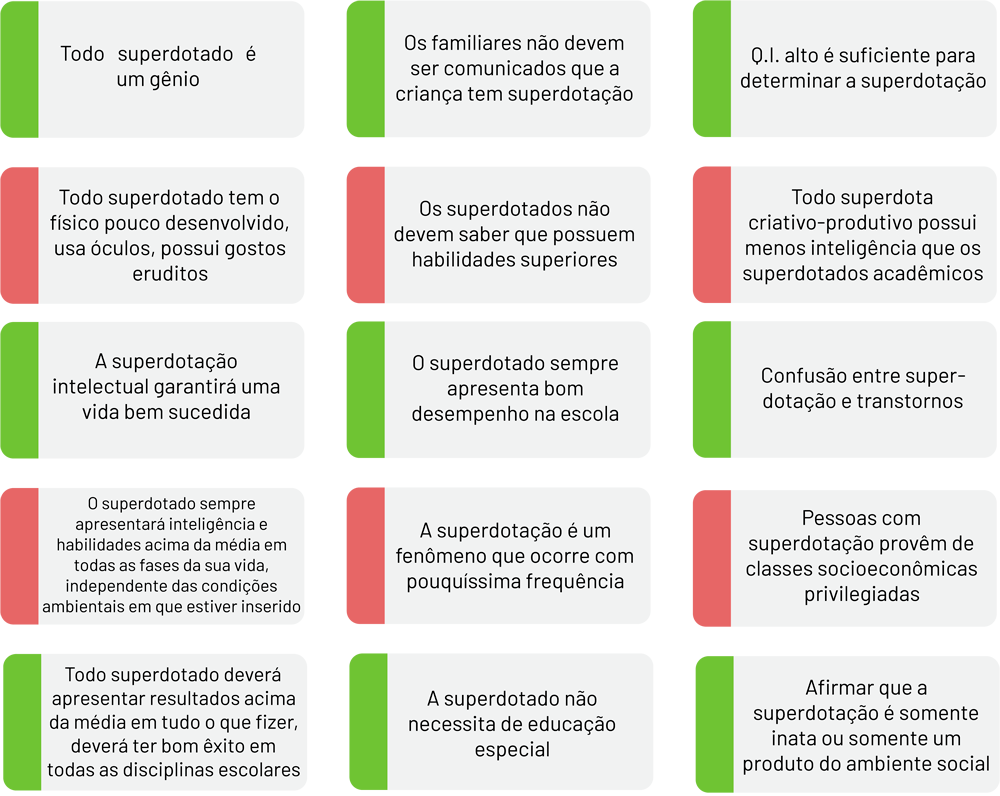 Todo superdotado é
um gênio
Os familiares não devem
ser comunicados que a
criança tem superdotação
Q.I. alto é suficiente para
determinar a superdotação
Todo superdotado tem o
físico pouco desenvolvido,
usa óculos, possui gostos
eruditos
Os superdotados não
devem saber que possuem
habilidades superiores
Todo superdota
criativo-produtivo possui
menos inteligência que os
superdotados acadêmicos
A superdotação
intelectual garantirá uma
vida bem sucedida
O superdotado sempre
apresenta bom
desempenho na escola
Confusão entre super-
dotação e transtornos
O superdotado sempre
apresentará inteligência e
habilidades acima da média em
todas as fases da sua vida,
independente das condições
ambientais em que estiver inserido
A superdotação é um
fenômeno que ocorre com
pouquíssima frequência
Pessoas com
superdotação provêm de
classes socioeconômicas
privilegiadas
Todo superdotado deverá
apresentar resultados acima
da média em tudo o que fizer,
deverá ter bom êxito em
todas as disciplinas escolares
A superdotado não
necessita de educação
especial
Afirmar que a
superdotação é somente
inata ou somente um
produto do ambiente social